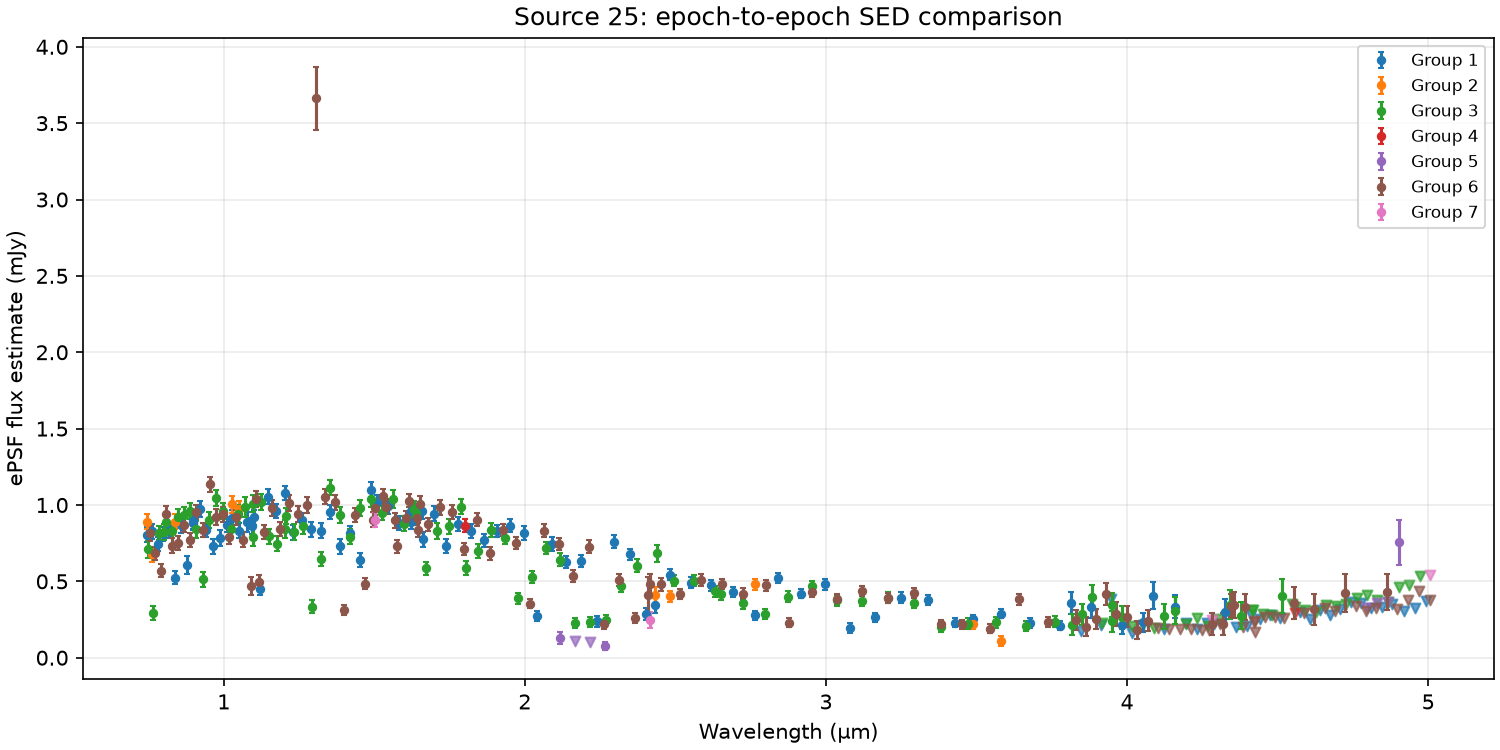 Source 25: epoch-to-epoch SED comparison
ePSF flux estimate (mJy)
4.0
3.5
3.0
2.5
2.0
1.5
1.0
0.5
0.0
Group 1
Group 2
Group 3
Group 4
Group 5
Group 6
Group 7
1
2
3
4
5
Wavelength (μm)